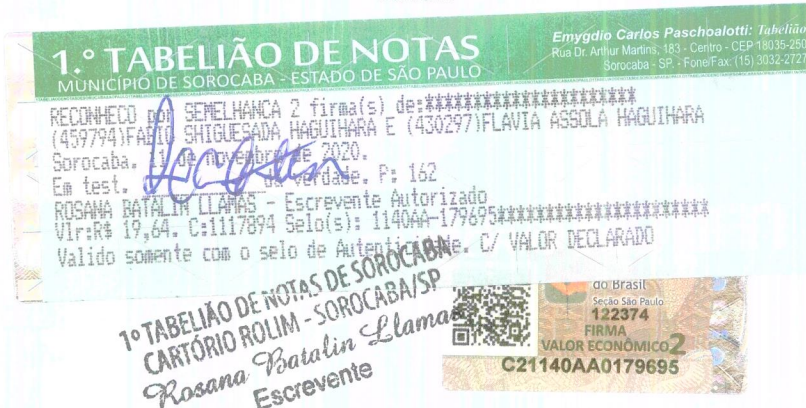 1.º TABELIÃO DE NOTAS
MUNICÍPIO DE SOROCABA - ESTADO DE SÃO PAULO
Emygdio Carlos Paschoalotti: Tabelião
Rua Dr. Arthur Martins, 183 - Centro - CEP 18035-250
Sorocaba - SP. - Fone/Fax: (15) 3032-2727
RECONHECO por SEMELHANCA 2 firma(s) de:*********************
(459794)FABIO SHIGUESADA HAGUIHARA E (430297)FLAVIA ASSOLA HAGUIHARA
Sorocaba. 11 de novembro de 2020.
Em test. da verdade. P: 162
ROSANA BATALIN LLAMAS - Escrevente Autorizado
Vlr:R$ 19,64. C:1117894 Selo(s): 1140AA-179695*********************
Valido somente com o selo de Autenticidade. C/ VALOR DECLARADO
1º TABELIÃO DE NOTAS DE SOROCABA
CARTÓRIO ROLIM - SOROCABA/SP
Rosana Batalin Llamas
Escrevente
do Brasil
Seção São Paulo
122374
FIRMA
VALOR ECONÔMICO 2
C21140AA0179695